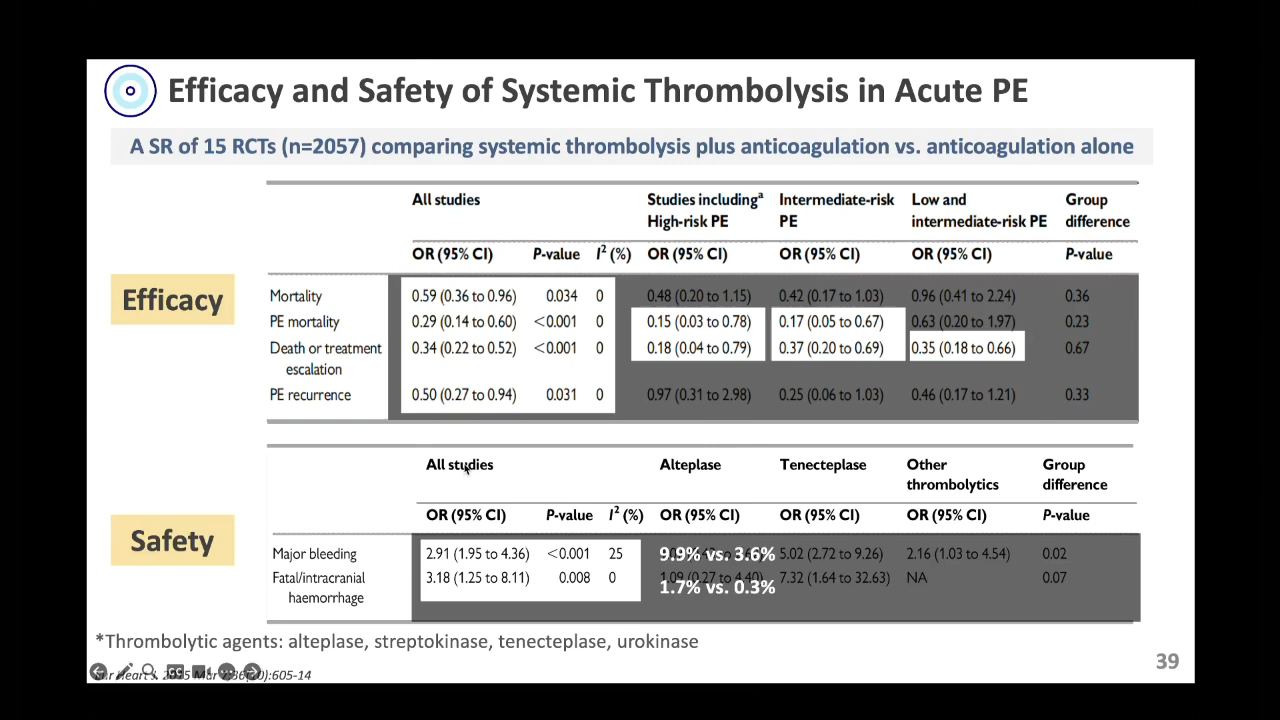 Efficacy and Safety of Systemic Thrombolysis in Acute PE
A SR of 15 RCTs (n=2057) comparing systemic thrombolysis plus anticoagulation vs. anticoagulation alone
All studies Studies includingᵃ Intermediate-risk Low and Group
High-risk PE PE intermediate-risk PE difference
OR (95% CI) P-value I² (%) OR (95% CI) OR (95% CI) OR (95% CI) P-value
Efficacy
Mortality 0.59 (0.36 to 0.96) 0.034 0 0.48 (0.20 to 1.15) 0.42 (0.17 to 1.03) 0.96 (0.41 to 2.24) 0.36
PE mortality 0.29 (0.14 to 0.60) <0.001 0 0.15 (0.03 to 0.78) 0.17 (0.05 to 0.67) 0.63 (0.20 to 1.97) 0.23
Death or treatment 0.34 (0.22 to 0.52) <0.001 0 0.18 (0.04 to 0.79) 0.37 (0.20 to 0.69) 0.35 (0.18 to 0.66) 0.67
escalation
PE recurrence 0.50 (0.27 to 0.94) 0.031 0 0.97 (0.31 to 2.98) 0.25 (0.06 to 1.03) 0.46 (0.17 to 1.21) 0.33
All studies Alteplase Tenecteplase Other Group
thrombolytics difference
OR (95% CI) P-value I² (%) OR (95% CI) OR (95% CI) OR (95% CI) P-value
Safety
Major bleeding 2.91 (1.95 to 4.36) <0.001 25 9.9% vs. 3.6% 5.02 (2.72 to 9.26) 2.16 (1.03 to 4.54) 0.02
Fatal/intracranial 3.18 (1.25 to 8.11) 0.008 0 1.09 (0.27 to 4.40) 7.32 (1.64 to 32.63) NA 0.07
haemorrhage 1.7% vs. 0.3%
*Thrombolytic agents: alteplase, streptokinase, tenecteplase, urokinase
39
Heart J. 2015 :605-14